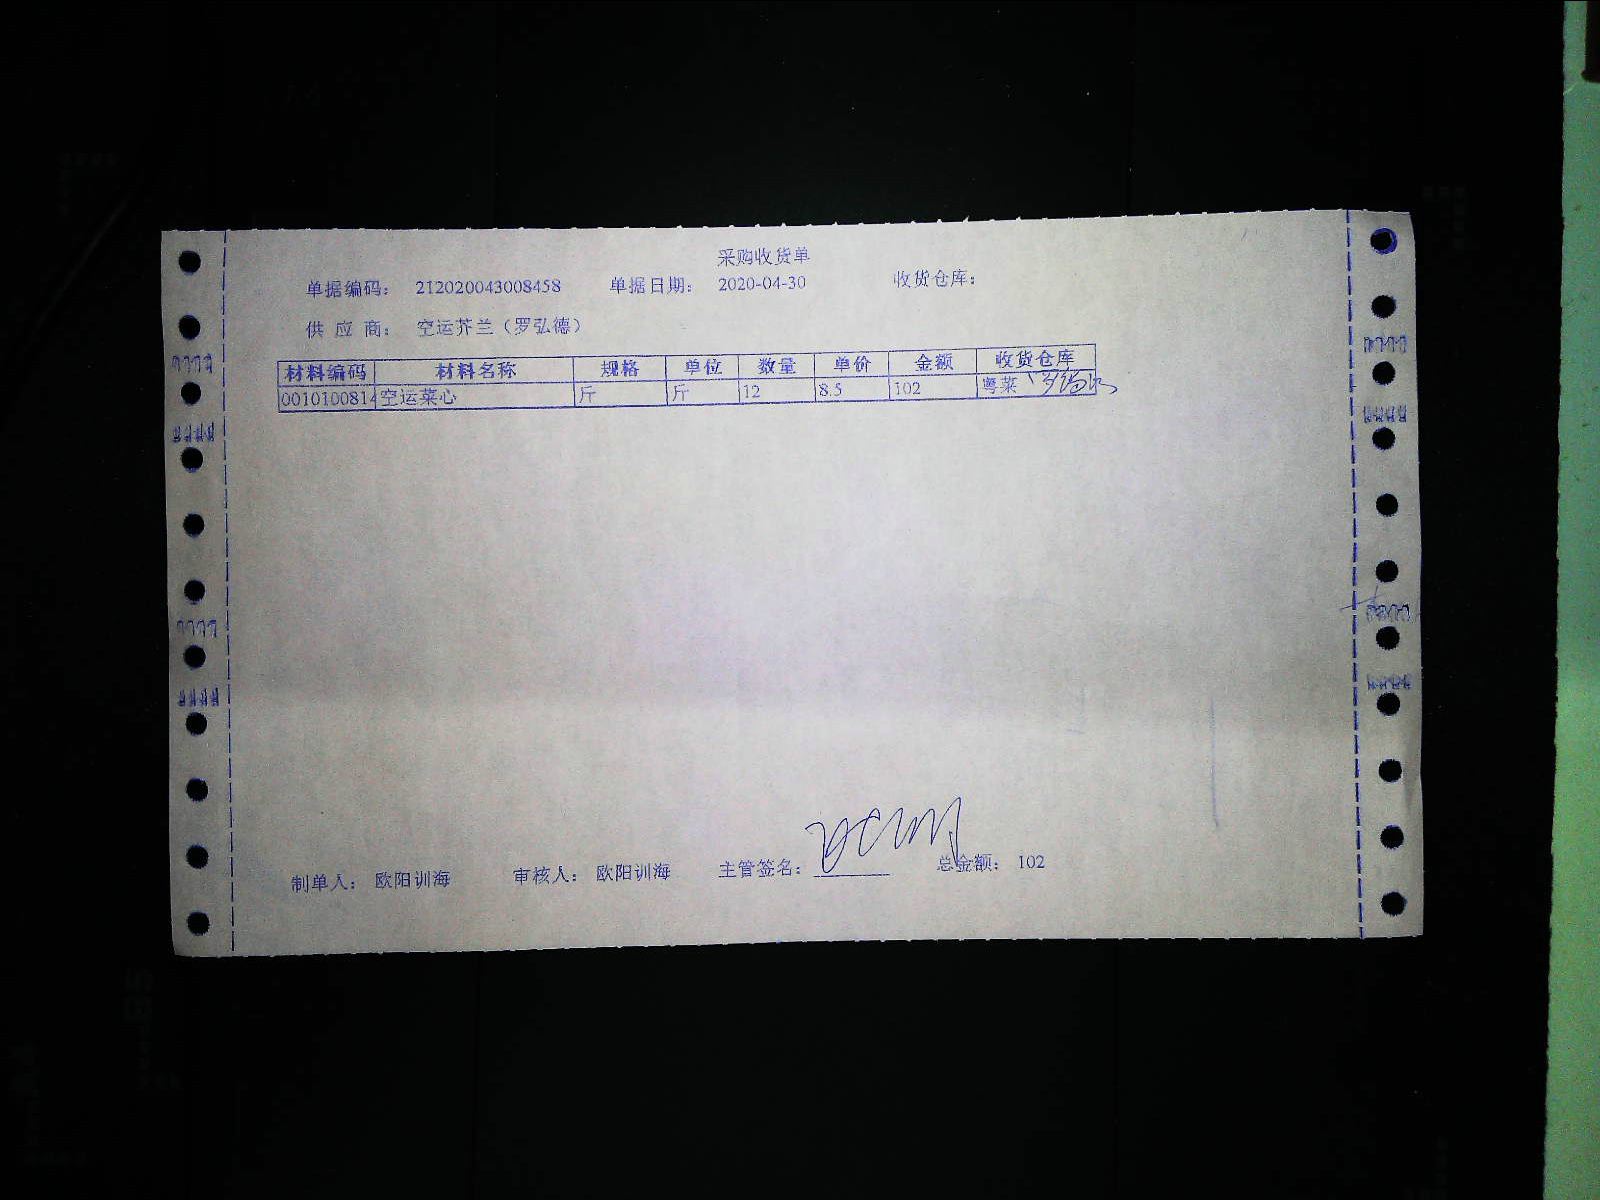 采购收货单
单据编码： 212020043008458 单据日期： 2020-04-30 收货仓库：
供 应 商： 空运芥兰（罗弘德）
材料编码 材料名称 规格 单位 数量 单价 金额 收货仓库
0010100814 空运菜心 斤 斤 12 8.5 102 粤菜
制单人： 欧阳训海 审核人： 欧阳训海 主管签名： 总金额： 102